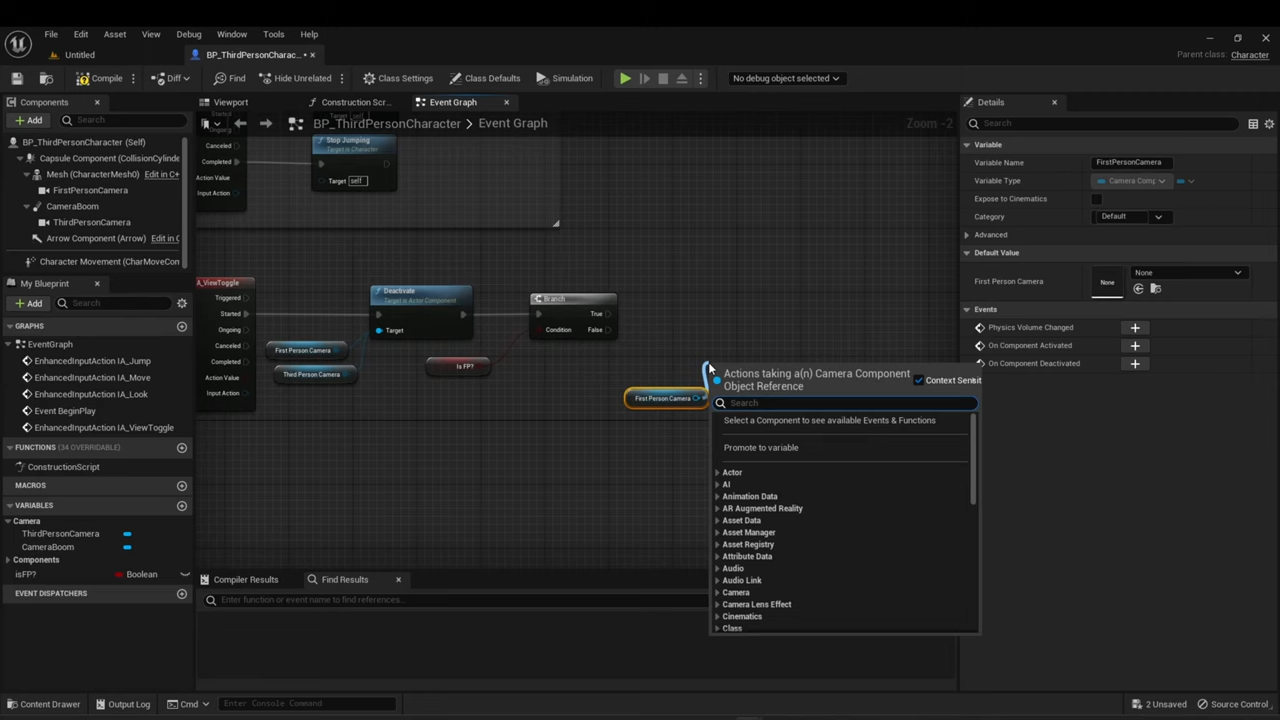 File Edit Asset View Debug Window Tools Help
Untitled
BP_ThirdPersonCharac... •
Parent class: Character
Compile
Diff
Find
Hide Unrelated
Class Settings
Class Defaults
Simulation
No debug object selected
Components
Viewport
Construction Scr...
Event Graph
Details
Add
Search
BP_ThirdPersonCharacter > Event Graph
Zoom -2
Search
BP_ThirdPersonCharacter (Self)
Capsule Component (CollisionCylinde
Mesh (CharacterMesh0) Edit in C+
FirstPersonCamera
CameraBoom
ThirdPersonCamera
Arrow Component (Arrow) Edit in C
Character Movement (CharMoveCom
My Blueprint
Add
Search
GRAPHS
EventGraph
EnhancedInputAction IA_Jump
EnhancedInputAction IA_Move
EnhancedInputAction IA_Look
Event BeginPlay
EnhancedInputAction IA_ViewToggle
FUNCTIONS (34 OVERRIDABLE)
ConstructionScript
MACROS
VARIABLES
Camera
ThirdPersonCamera
CameraBoom
Components
isFP? Boolean
EVENT DISPATCHERS
Ongoing
Canceled
Completed
Action Value
Input Action
Target self
Stop Jumping
Target is Character
Target self
A_ViewToggle
Triggered
Started
Ongoing
Canceled
Completed
Action Value
Input Action
Deactivate
Target is Actor Component
Target
First Person Camera
Third Person Camera
Is FP?
Branch
True
Condition False
First Person Camera
Actions taking a(n) Camera Component
Object Reference
Context Sensit
Search
Select a Component to see available Events & Functions
Promote to variable
Actor
AI
Animation Data
AR Augmented Reality
Asset Data
Asset Manager
Asset Registry
Attribute Data
Audio
Audio Link
Camera
Camera Lens Effect
Cinematics
Class
Variable
Variable Name FirstPersonCamera
Variable Type Camera Comp
Expose to Cinematics
Category Default
Advanced
Default Value
First Person Camera None None
Events
Physics Volume Changed
On Component Activated
On Component Deactivated
Compiler Results
Find Results
Enter function or event name to find references...
Content Drawer
Output Log
Cmd
Enter Console Command
2 Unsaved
Source Control